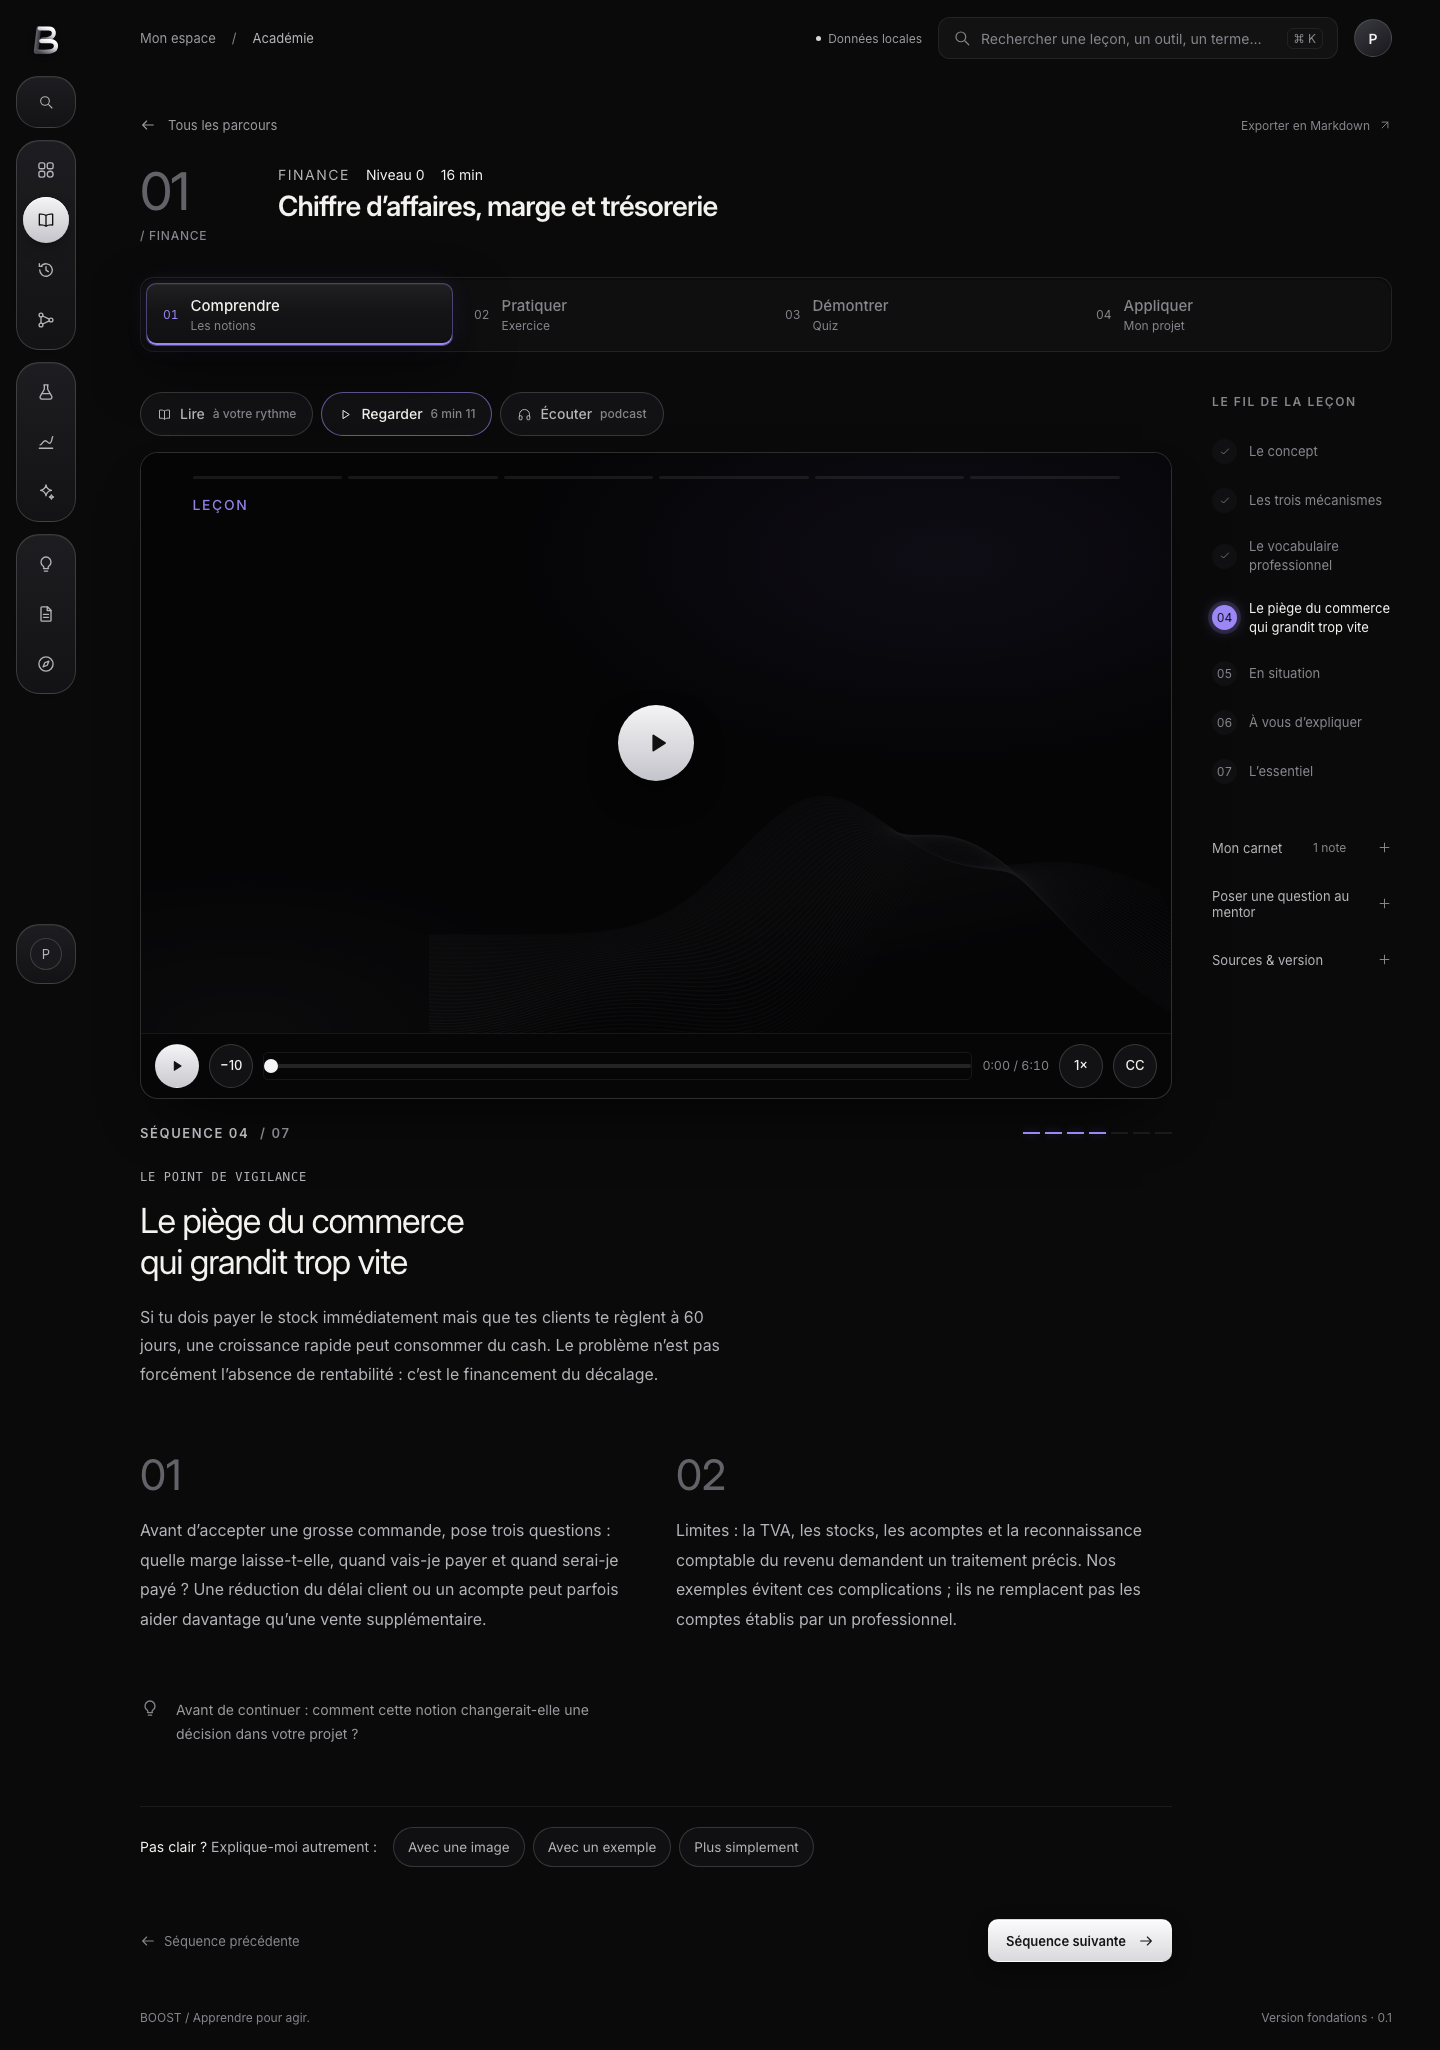 B
Mon espace / Académie
Données locales
Rechercher une leçon, un outil, un terme…
⌘ K
P
Tous les parcours
Exporter en Markdown
01
/ FINANCE
FINANCE Niveau 0 16 min
Chiffre d’affaires, marge et trésorerie
01 Comprendre
Les notions
02 Pratiquer
Exercice
03 Démontrer
Quiz
04 Appliquer
Mon projet
Lire à votre rythme
Regarder 6 min 11
Écouter podcast
LEÇON
−10
0:00 / 6:10
1×
CC
LE FIL DE LA LEÇON
Le concept
Les trois mécanismes
Le vocabulaire
professionnel
04 Le piège du commerce
qui grandit trop vite
05 En situation
06 À vous d’expliquer
07 L’essentiel
Mon carnet 1 note
Poser une question au
mentor
Sources & version
P
SÉQUENCE 04 / 07
LE POINT DE VIGILANCE
Le piège du commerce
qui grandit trop vite
Si tu dois payer le stock immédiatement mais que tes clients te règlent à 60
jours, une croissance rapide peut consommer du cash. Le problème n’est pas
forcément l’absence de rentabilité : c’est le financement du décalage.
01
Avant d’accepter une grosse commande, pose trois questions :
quelle marge laisse-t-elle, quand vais-je payer et quand serai-je
payé ? Une réduction du délai client ou un acompte peut parfois
aider davantage qu’une vente supplémentaire.
02
Limites : la TVA, les stocks, les acomptes et la reconnaissance
comptable du revenu demandent un traitement précis. Nos
exemples évitent ces complications ; ils ne remplacent pas les
comptes établis par un professionnel.
Avant de continuer : comment cette notion changerait-elle une
décision dans votre projet ?
Pas clair ? Explique-moi autrement :
Avec une image
Avec un exemple
Plus simplement
Séquence précédente
Séquence suivante
BOOST / Apprendre pour agir.
Version fondations · 0.1